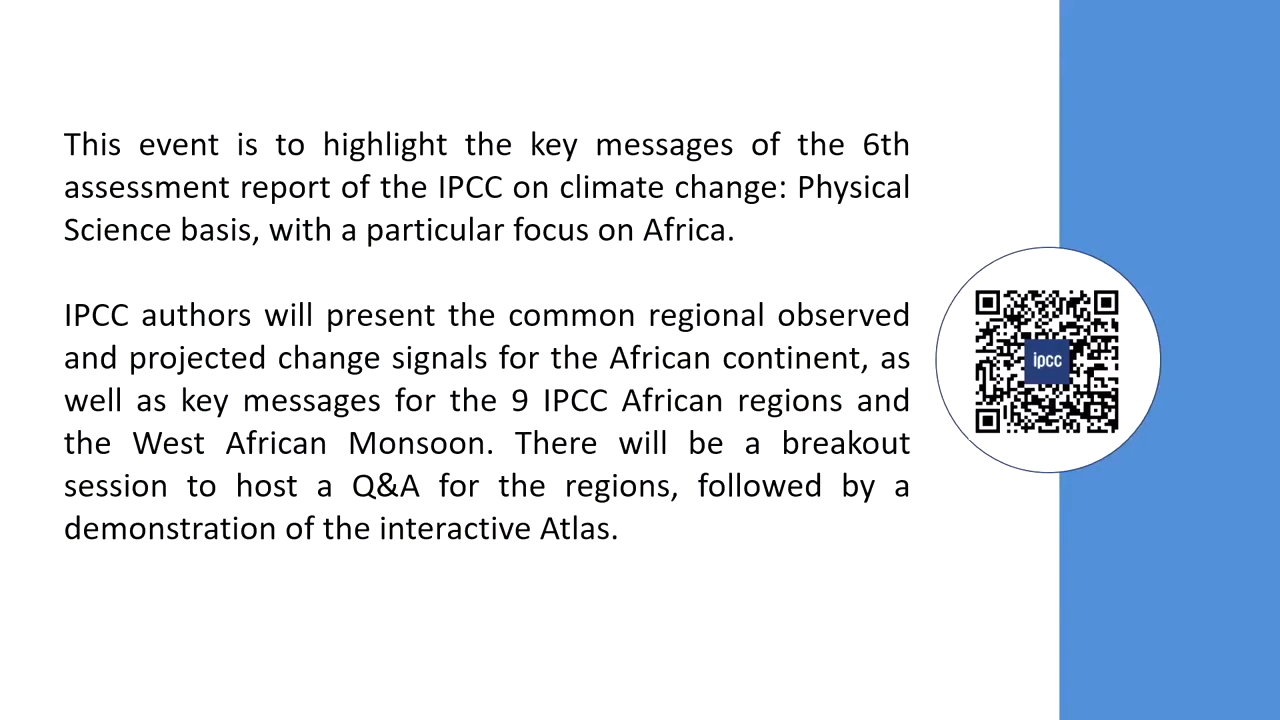 This event is to highlight the key messages of the 6th
assessment report of the IPCC on climate change: Physical
Science basis, with a particular focus on Africa.
IPCC authors will present the common regional observed
and projected change signals for the African continent, as
well as key messages for the 9 IPCC African regions and
the West African Monsoon. There will be a breakout
session to host a Q&A for the regions, followed by a
demonstration of the interactive Atlas.
ipcc